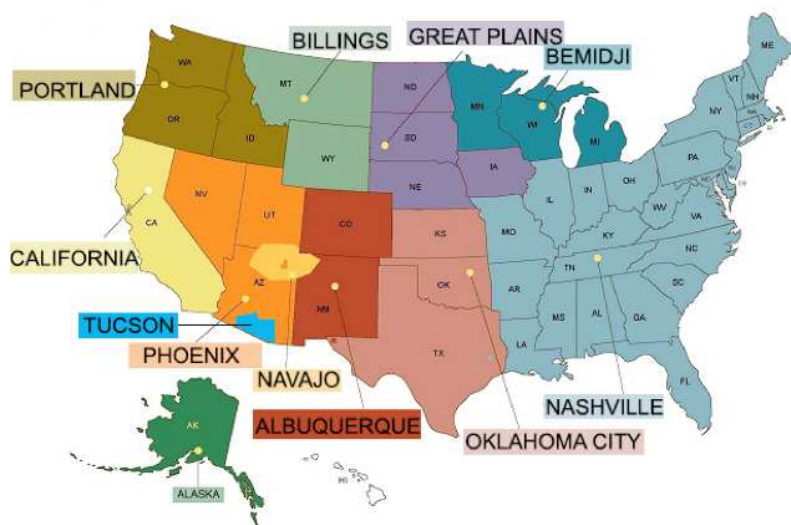 BILLINGS
GREAT PLAINS
BEMIDJI
PORTLAND
WA
MT
ND
MN
ME
VT
NH
OR
ID
WY
SD
WI
MI
NY
NE
IA
PA
NV
UT
CO
KS
MO
IL
IN
OH
WV
VA
KY
CA
CALIFORNIA
AZ
NM
OK
AR
TN
NC
SC
TX
LA
MS
AL
GA
FL
TUCSON
PHOENIX
NAVAJO
ALBUQUERQUE
OKLAHOMA CITY
NASHVILLE
AK
ALASKA
HI